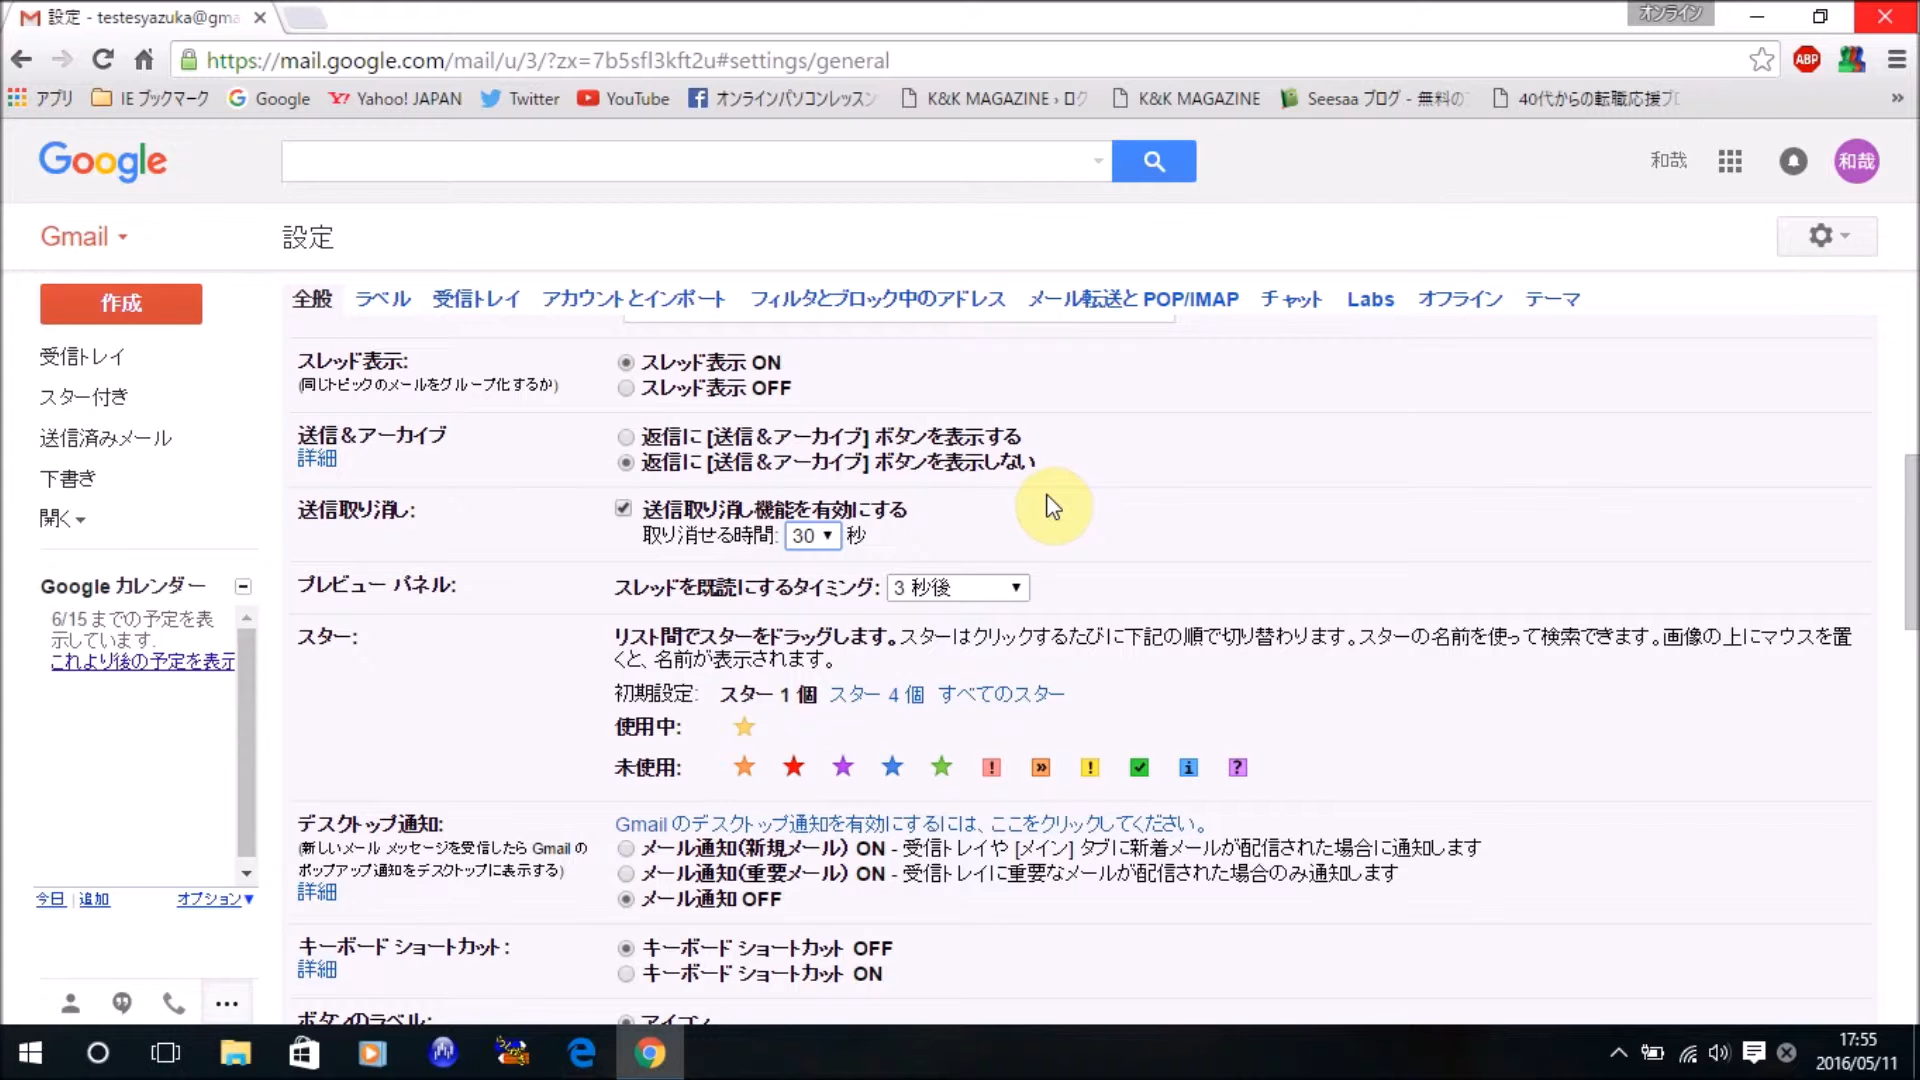 設定 - testesyazuka@gma
オンライン
https://mail.google.com/mail/u/3/?zx=7b5sfl3kft2u#settings/general
ABP
アプリ IE ブックマーク Google Yahoo! JAPAN Twitter YouTube オンラインパソコンレッスン K&K MAGAZINE › ログ K&K MAGAZINE Seesaa ブログ - 無料の 40代からの転職応援ブ »
Google
和哉
和哉
Gmail
設定
作成
全般 ラベル 受信トレイ アカウントとインポート フィルタとブロック中のアドレス メール転送と POP/IMAP チャット Labs オフライン テーマ
受信トレイ
スター付き
送信済みメール
下書き
開く
Google カレンダー
6/15 までの予定を表
示しています.
これより後の予定を表示
今日 | 追加 オプション▼
スレッド表示:
(同じトピックのメールをグループ化するか)
スレッド表示 ON
スレッド表示 OFF
送信＆アーカイブ
詳細
返信に [送信＆アーカイブ] ボタンを表示する
返信に [送信＆アーカイブ] ボタンを表示しない
送信取り消し:
送信取り消し機能を有効にする
取り消せる時間: 30 秒
プレビュー パネル:
スレッドを既読にするタイミング: 3 秒後
スター:
リスト間でスターをドラッグします。スターはクリックするたびに下記の順で切り替わります。スターの名前を使って検索できます。画像の上にマウスを置
くと、名前が表示されます。
初期設定: スター 1 個 スター 4 個 すべてのスター
使用中:
未使用: ! » ! i ?
デスクトップ通知:
(新しいメール メッセージを受信したら Gmail の
ポップアップ通知をデスクトップに表示する)
詳細
Gmail のデスクトップ通知を有効にするには、ここをクリックしてください。
メール通知(新規メール) ON - 受信トレイや [メイン] タブに新着メールが配信された場合に通知します
メール通知(重要メール) ON - 受信トレイに重要なメールが配信された場合のみ通知します
メール通知 OFF
キーボード ショートカット:
詳細
キーボード ショートカット OFF
キーボード ショートカット ON
ボタンのラベル:
アイコン
17:55
2016/05/11